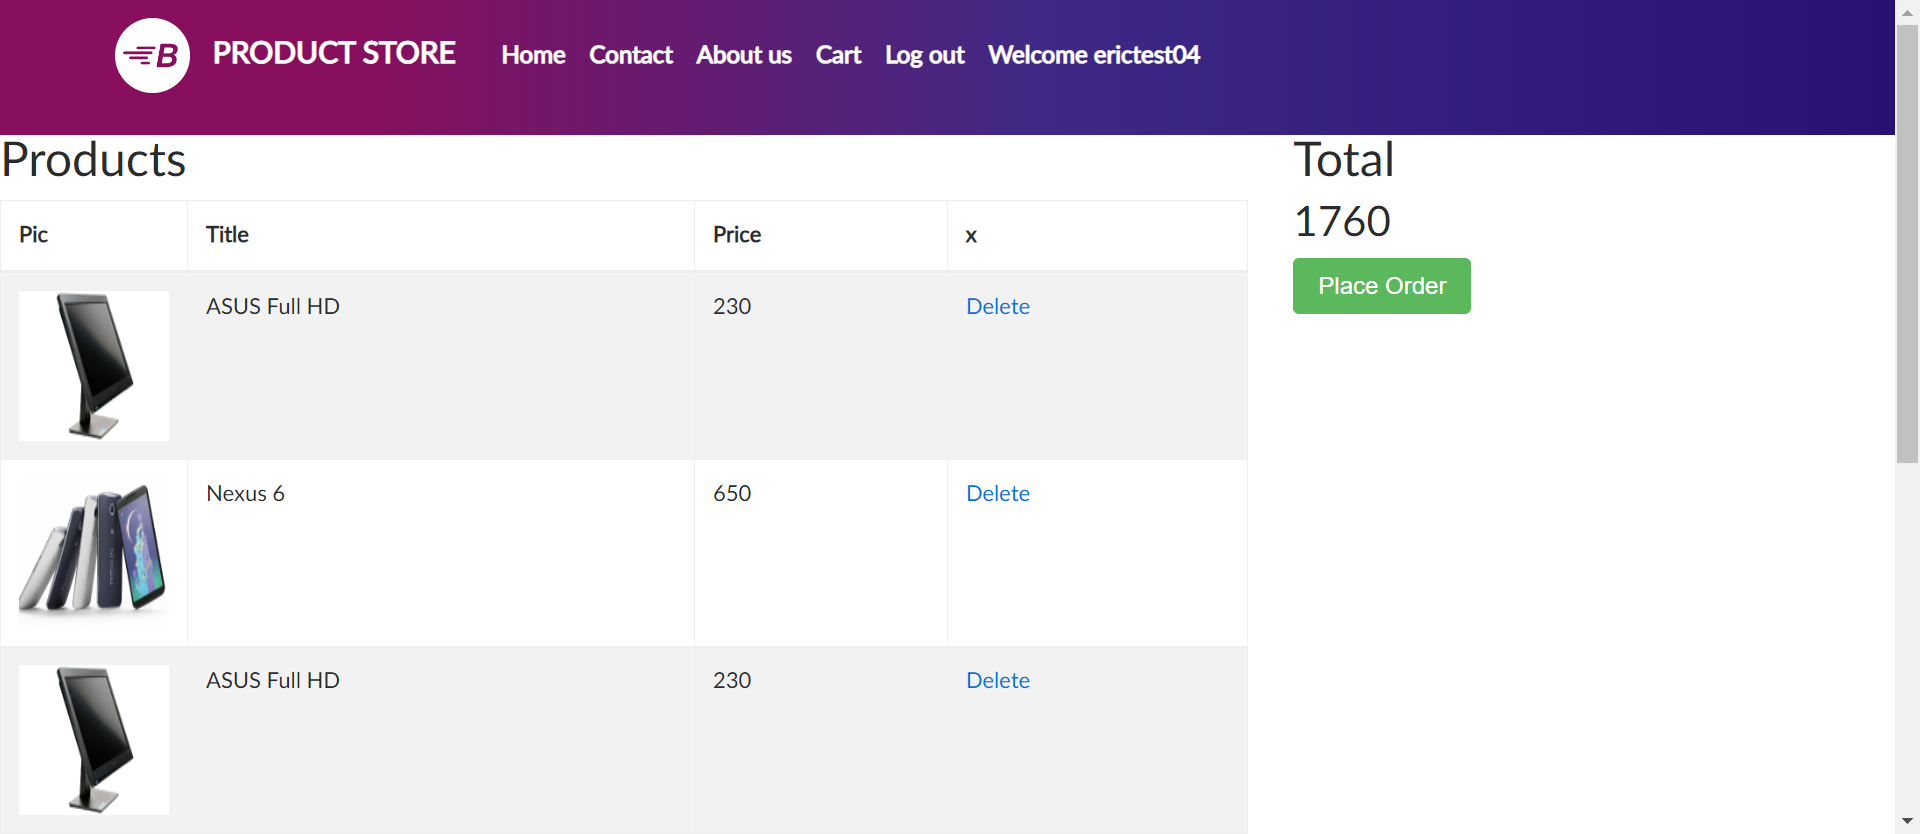 B PRODUCT STORE Home Contact About us Cart Log out Welcome erictest04
Products
Total
1760
Place Order
Pic Title Price x
ASUS Full HD 230 Delete
Nexus 6 650 Delete
ASUS Full HD 230 Delete